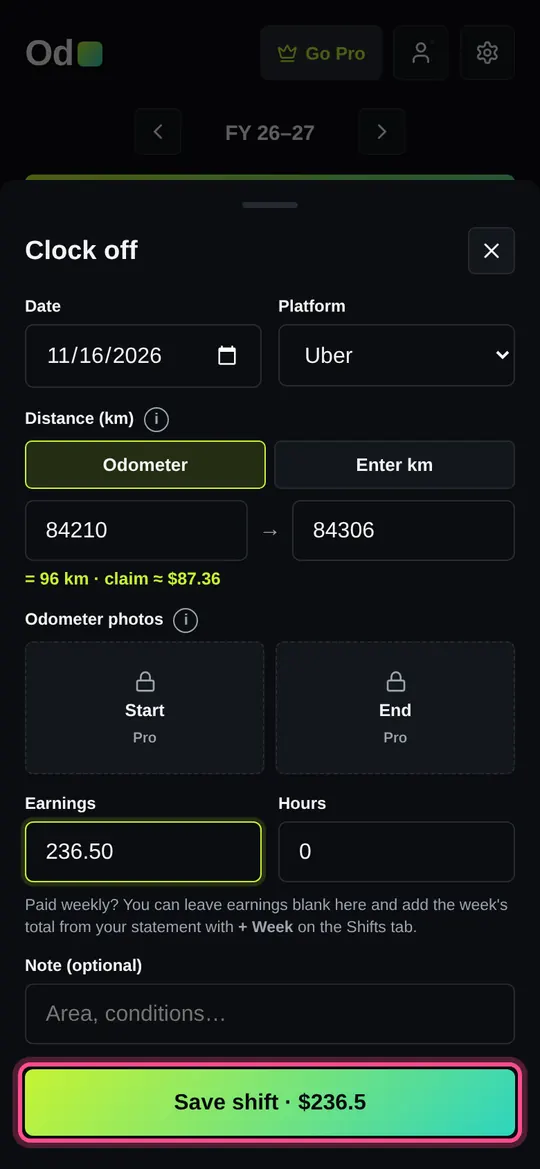 Od
Go Pro
FY 26–27
Clock off
Date
Platform
11/16/2026
Uber
Distance (km) i
Odometer
Enter km
84210 → 84306
= 96 km · claim ≈ $87.36
Odometer photos i
Start
Pro
End
Pro
Earnings
Hours
236.50
0
Paid weekly? You can leave earnings blank here and add the week's
total from your statement with + Week on the Shifts tab.
Note (optional)
Area, conditions…
Save shift · $236.5